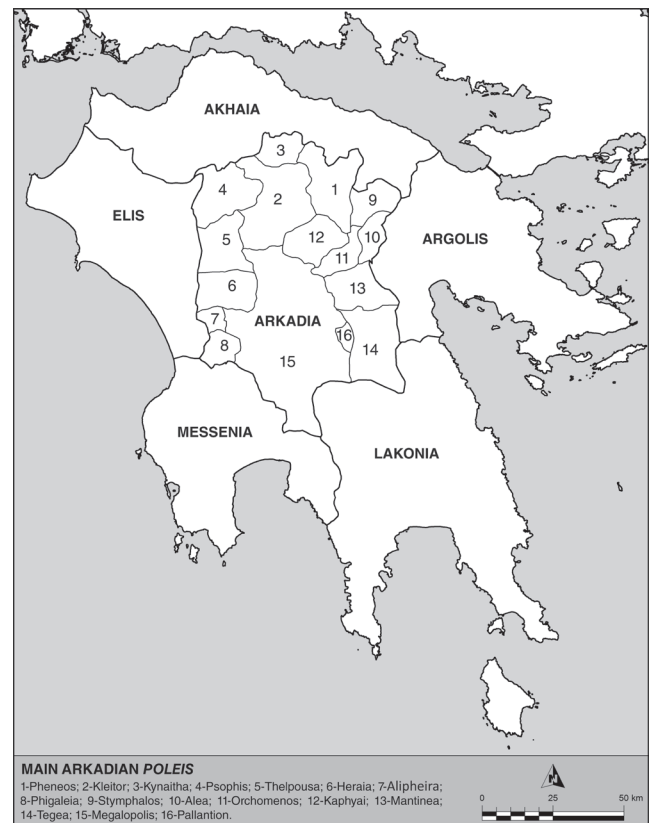 AKHAIA
3
4
2
1
9
ELIS
5
12
10
ARGOLIS
11
6
13
7
ARKADIA
16
8
15
14
MESSENIA
LAKONIA
MAIN ARKADIAN POLEIS
1-Pheneos; 2-Kleitor; 3-Kynaitha; 4-Psophis; 5-Thelpousa; 6-Heraia; 7-Alipheira;
8-Phigaleia; 9-Stymphalos; 10-Alea; 11-Orchomenos; 12-Kaphyai; 13-Mantinea;
14-Tegea; 15-Megalopolis; 16-Pallantion.
N
0 25 50 km